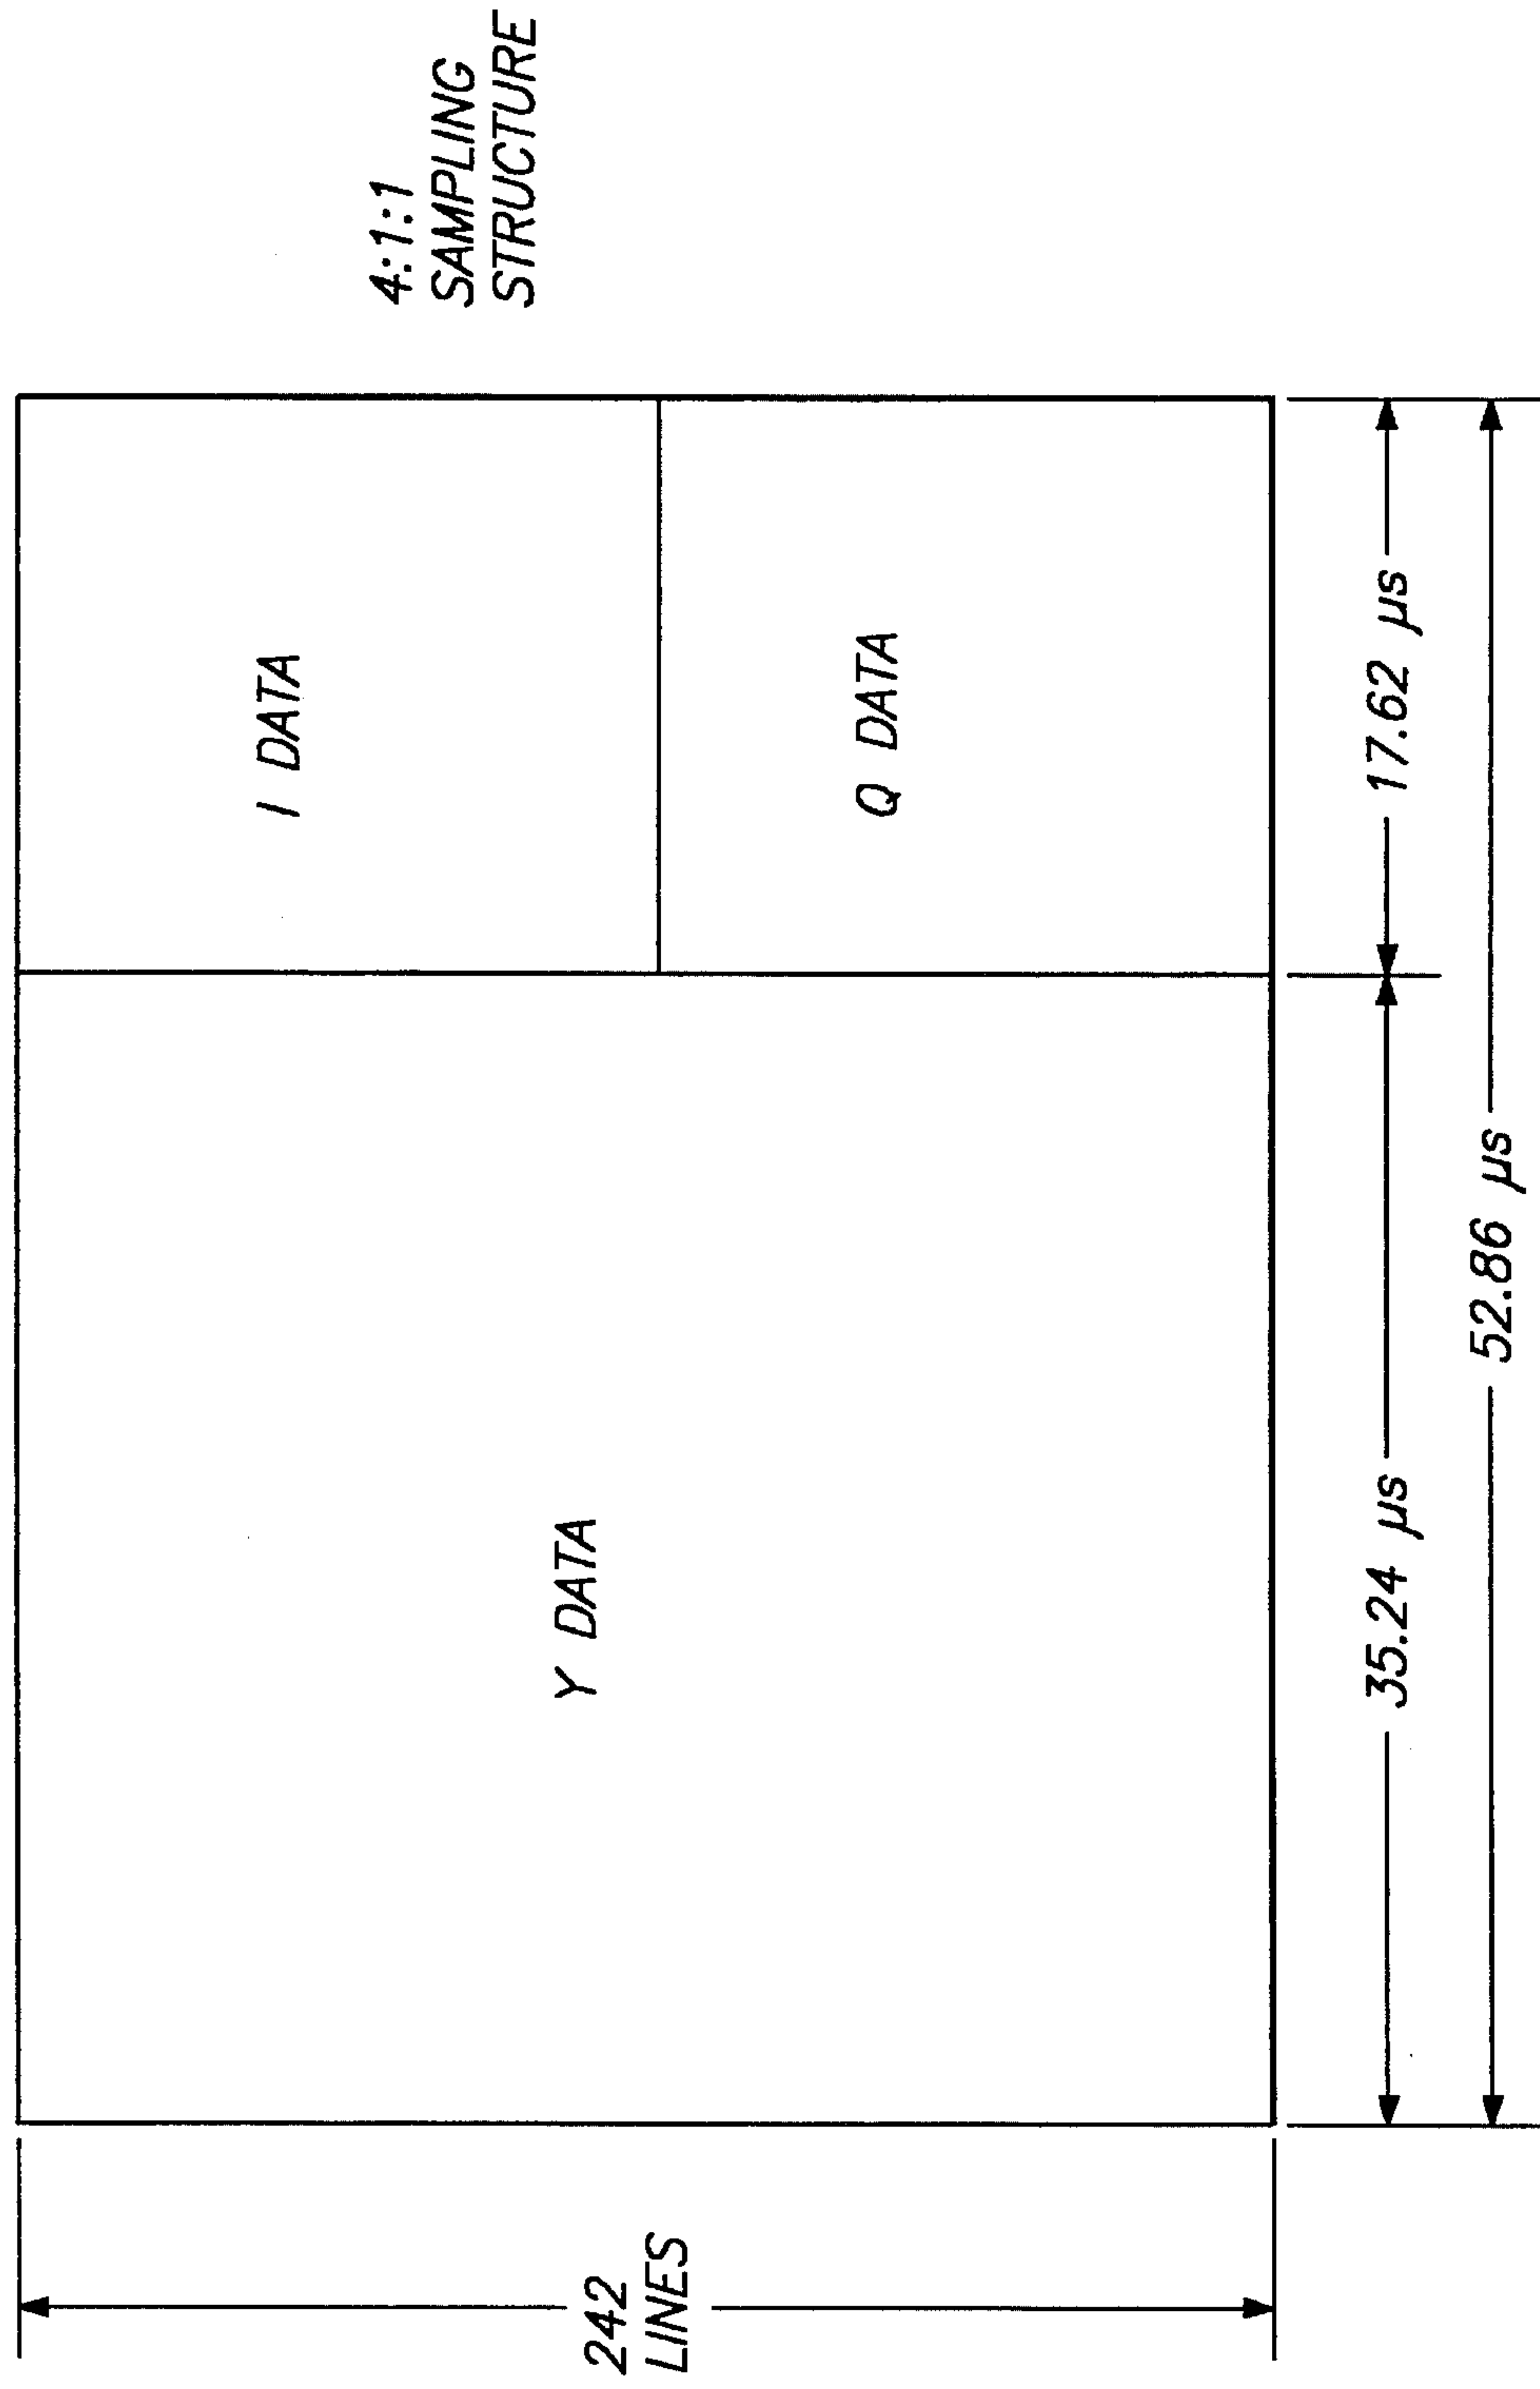 4:1:1
SAMPLING
STRUCTURE
242
LINES
Y DATA
I DATA
Q DATA
35.24 µs
17.62 µs
52.86 µs